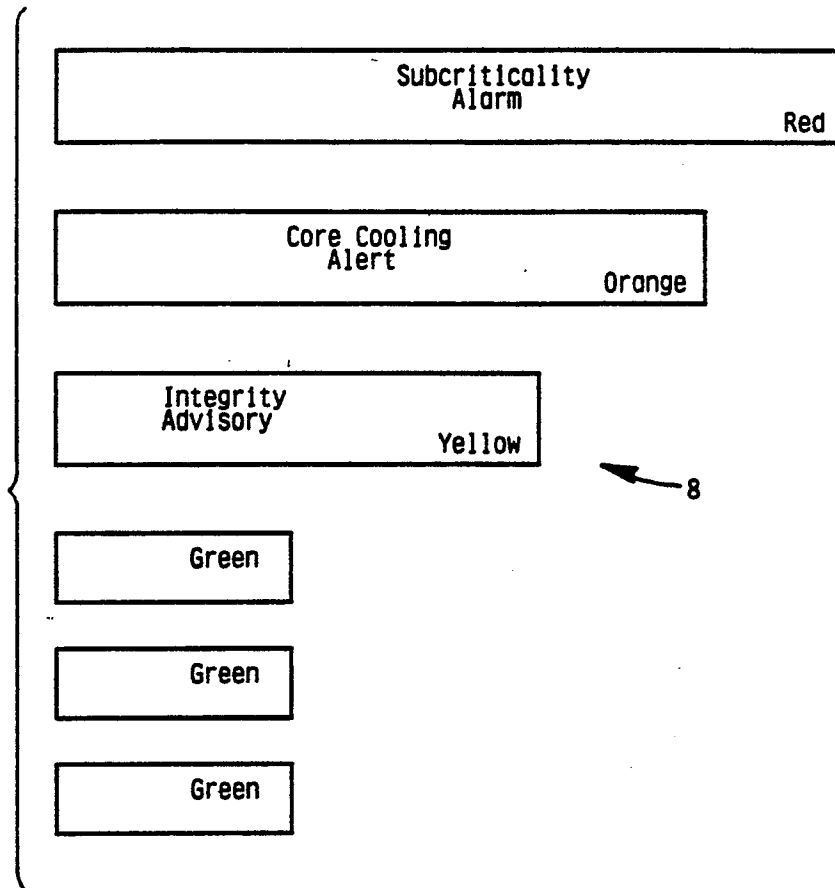 Subcriticality
Alarm
Red
Core Cooling
Alert
Orange
Integrity
Advisory
Yellow
8
Green
Green
Green